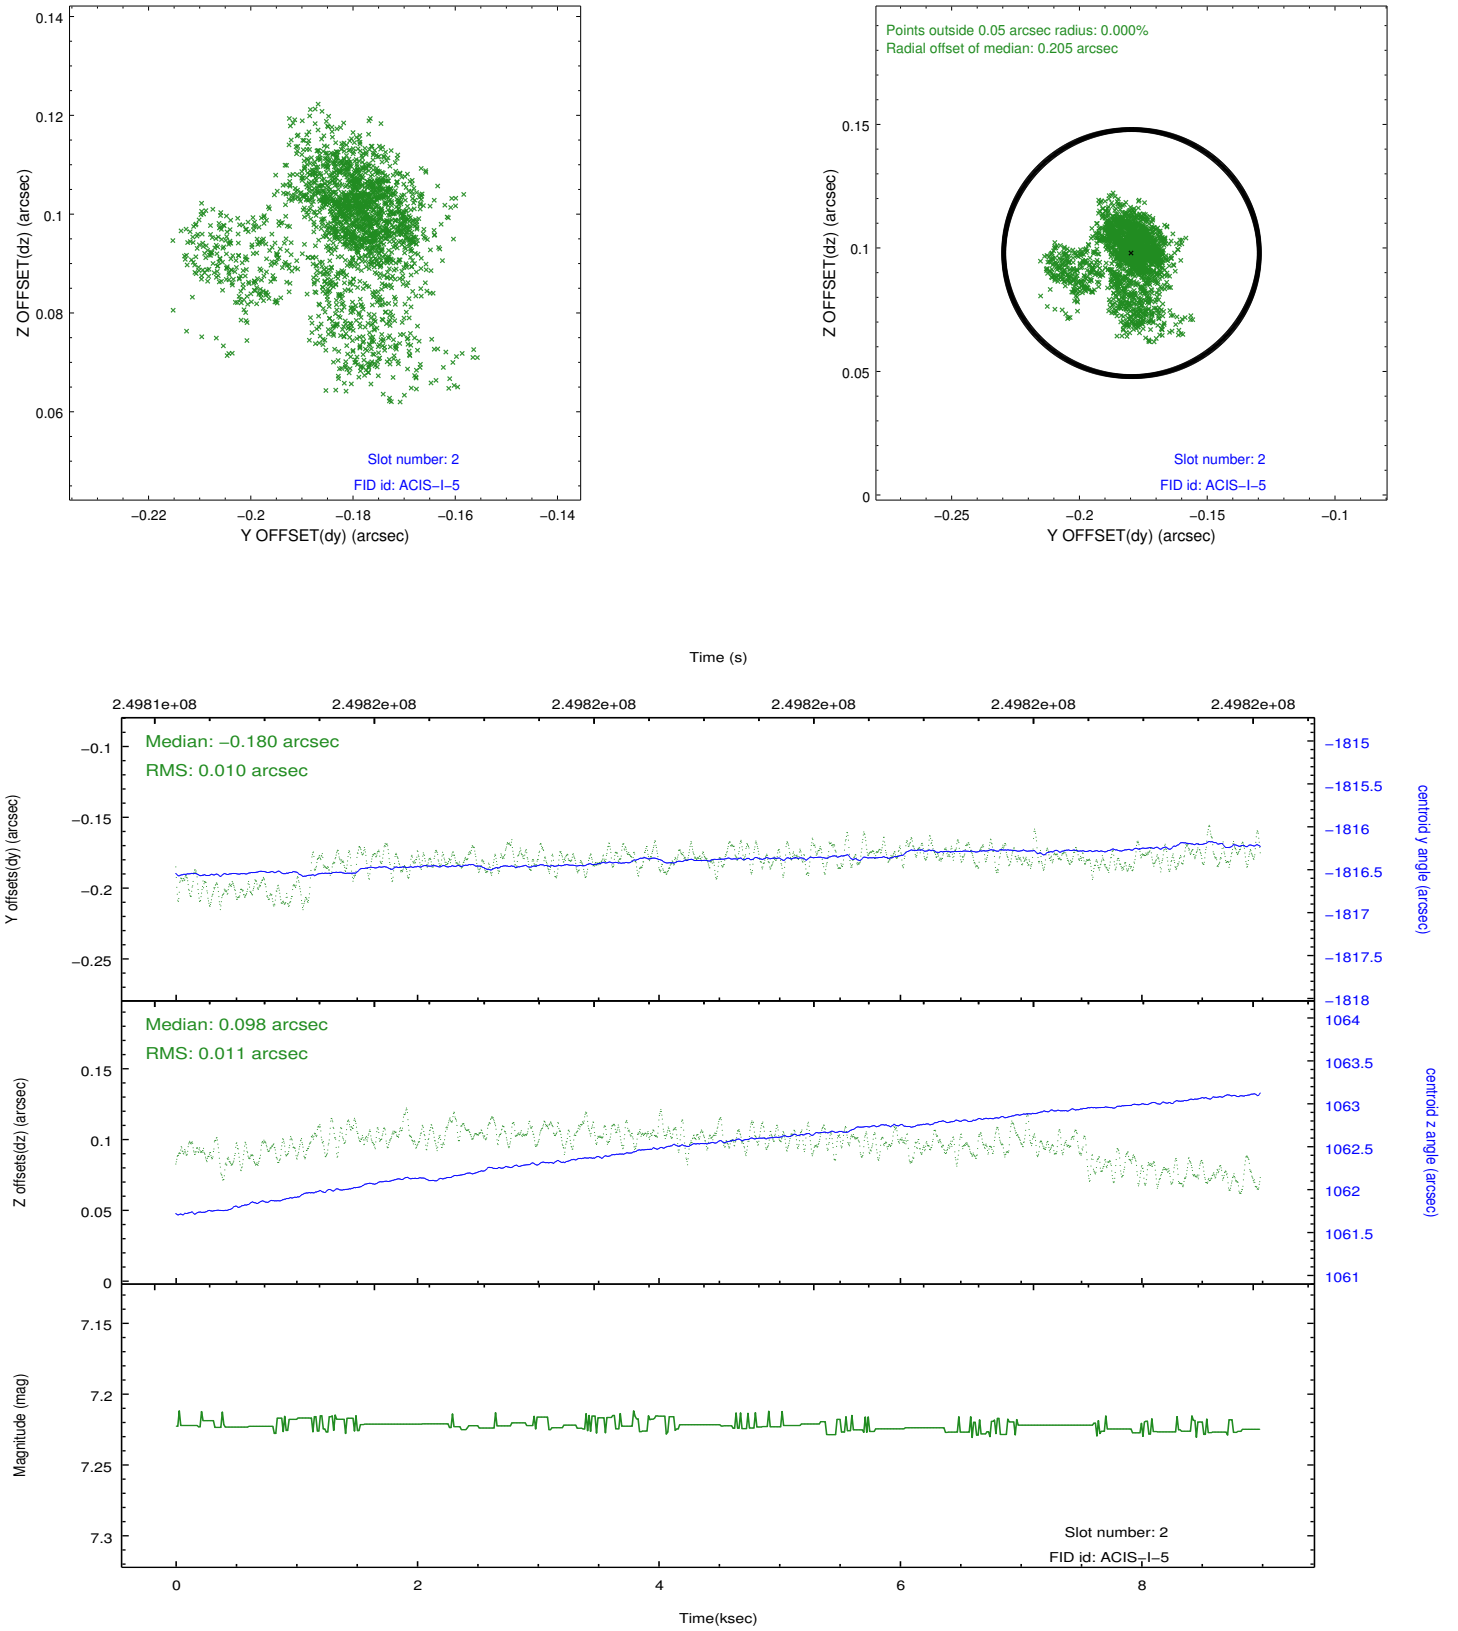 0.14
0.12
0.1
0.08
0.06
Z OFFSET(dz) (arcsec)
Slot number: 2
FID id: ACIS−I−5
−0.22
−0.2
−0.18
−0.16
−0.14
Y OFFSET(dy) (arcsec)
Points outside 0.05 arcsec radius: 0.000%
Radial offset of median: 0.205 arcsec
0.15
0.1
0.05
0
Z OFFSET(dz) (arcsec)
Slot number: 2
FID id: ACIS−I−5
−0.25
−0.2
−0.15
−0.1
Y OFFSET(dy) (arcsec)
Time (s)
2.4981e+08
2.4982e+08
2.4982e+08
2.4982e+08
2.4982e+08
2.4982e+08
Median: −0.180 arcsec
RMS: 0.010 arcsec
−0.1
−0.15
−0.2
−0.25
Y offsets(dy) (arcsec)
−1815
−1815.5
−1816
−1816.5
−1817
−1817.5
−1818
centroid y angle (arcsec)
Median: 0.098 arcsec
RMS: 0.011 arcsec
0.15
0.1
0.05
0
Z offsets(dz) (arcsec)
1064
1063.5
1063
1062.5
1062
1061.5
1061
centroid z angle (arcsec)
7.15
7.2
7.25
7.3
Magnitude (mag)
Slot number: 2
FID id: ACIS−I−5
0
2
4
6
8
Time(ksec)